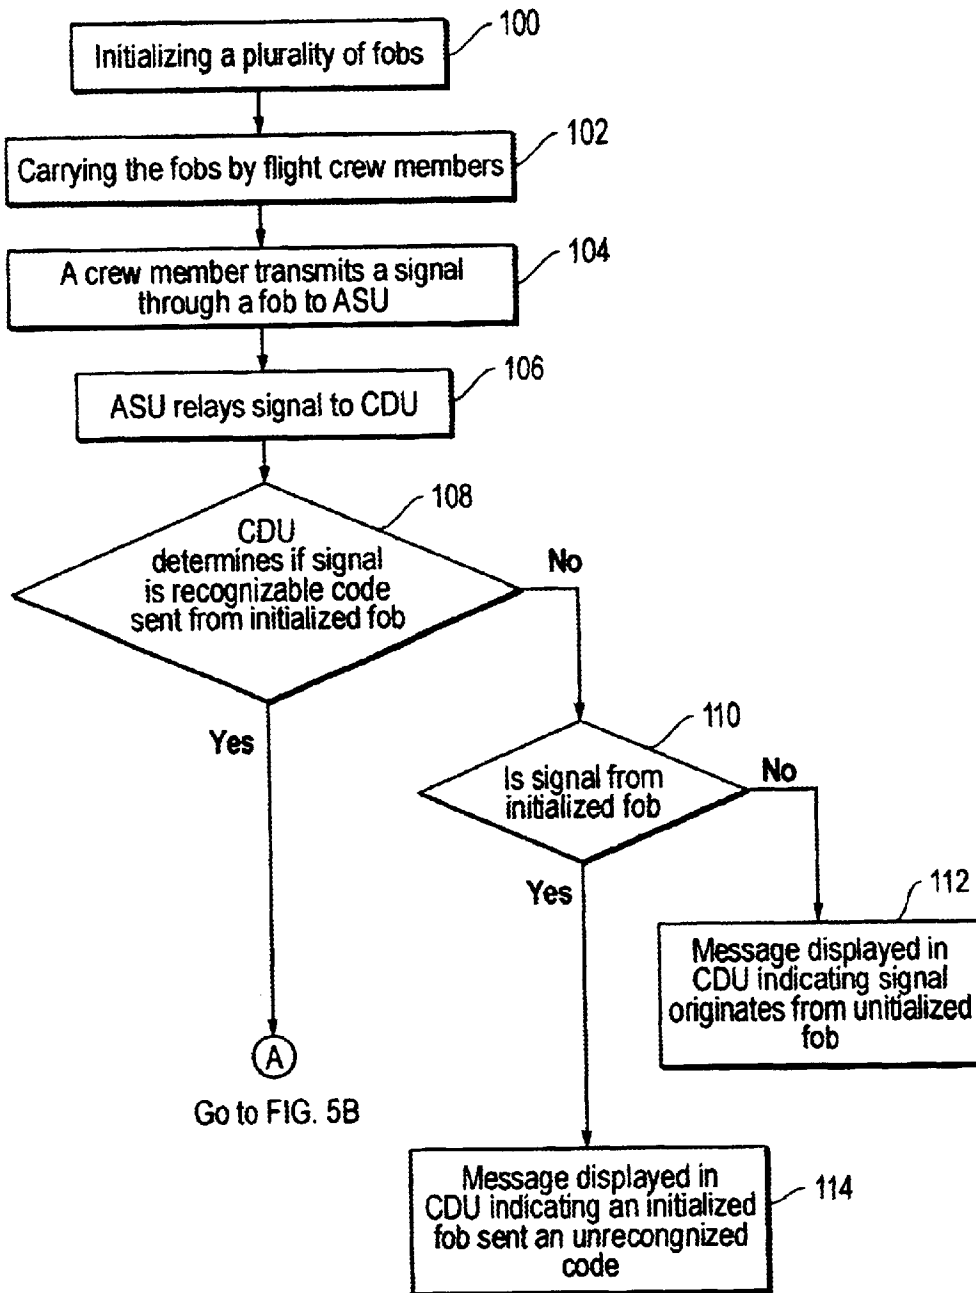 100
Initializing a plurality of fobs
102
Carrying the fobs by flight crew members
104
A crew member transmits a signal
through a fob to ASU
106
ASU relays signal to CDU
108
CDU
determines if signal
is recognizable code
sent from initialized fob
No
Yes
110
Is signal from
initialized fob
No
Yes
112
Message displayed in
CDU indicating signal
originates from unitialized
fob
A
Go to FIG. 5B
Message displayed in
CDU indicating an initialized
fob sent an unrecongnized
code
114